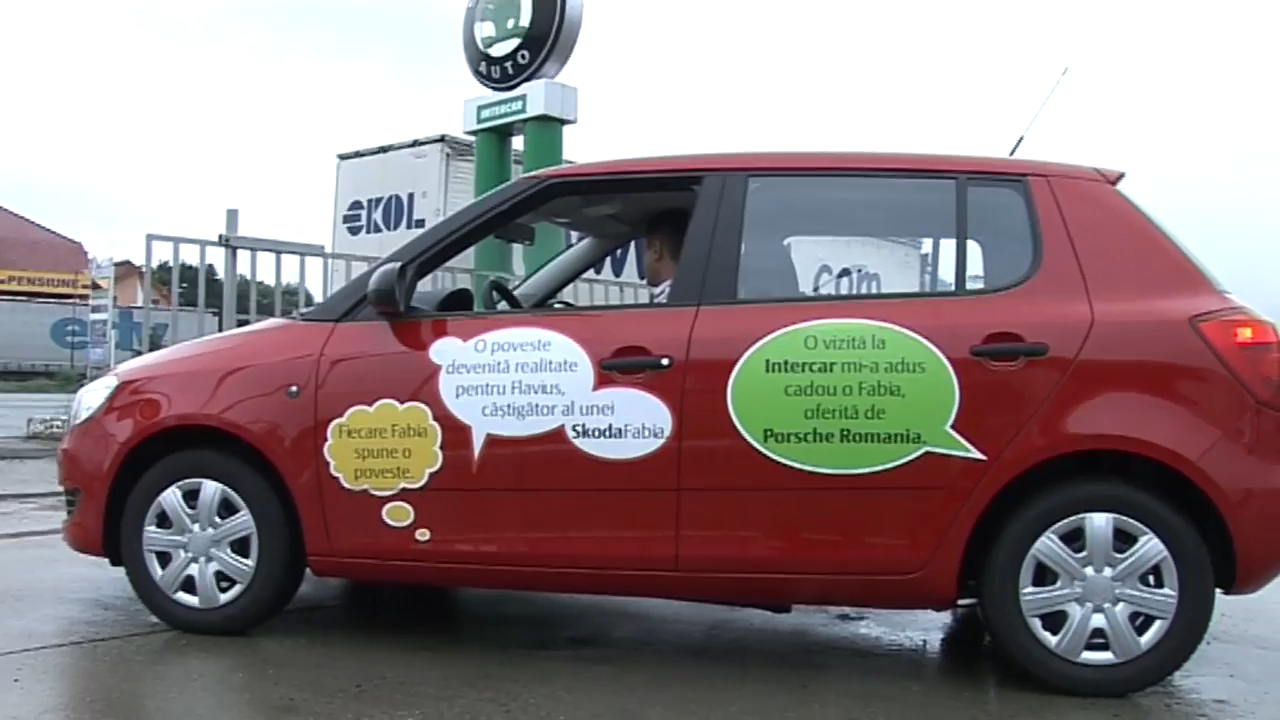 AUTO
INTERCAR
EKOL
PENSIUNE
com
O poveste
devenită realitate
pentru Flavius,
câștigător al unei
SkodaFabia.
Fiecare Fabia
spune o
poveste.
O vizită la
Intercar mi-a adus
cadou o Fabia,
oferită de
Porsche Romania.